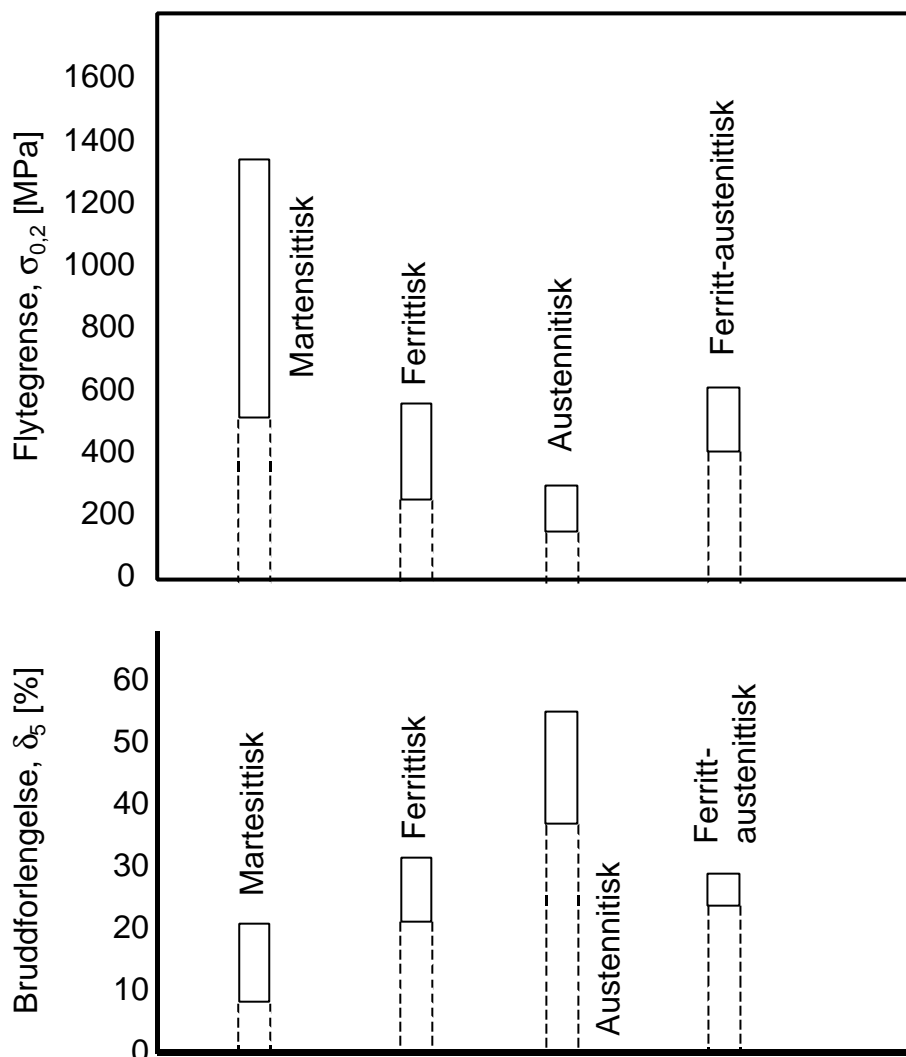 Flytegrense, σ0,2 [MPa]
1600
1400
1200
1000
800
600
400
200
0
Martensittisk
Ferrittisk
Austennitisk
Ferritt-austenittisk
Bruddforlengelse, δ5 [%]
60
50
40
30
20
10
0
Martesittisk
Ferrittisk
Austennitisk
Ferritt-
austenittisk